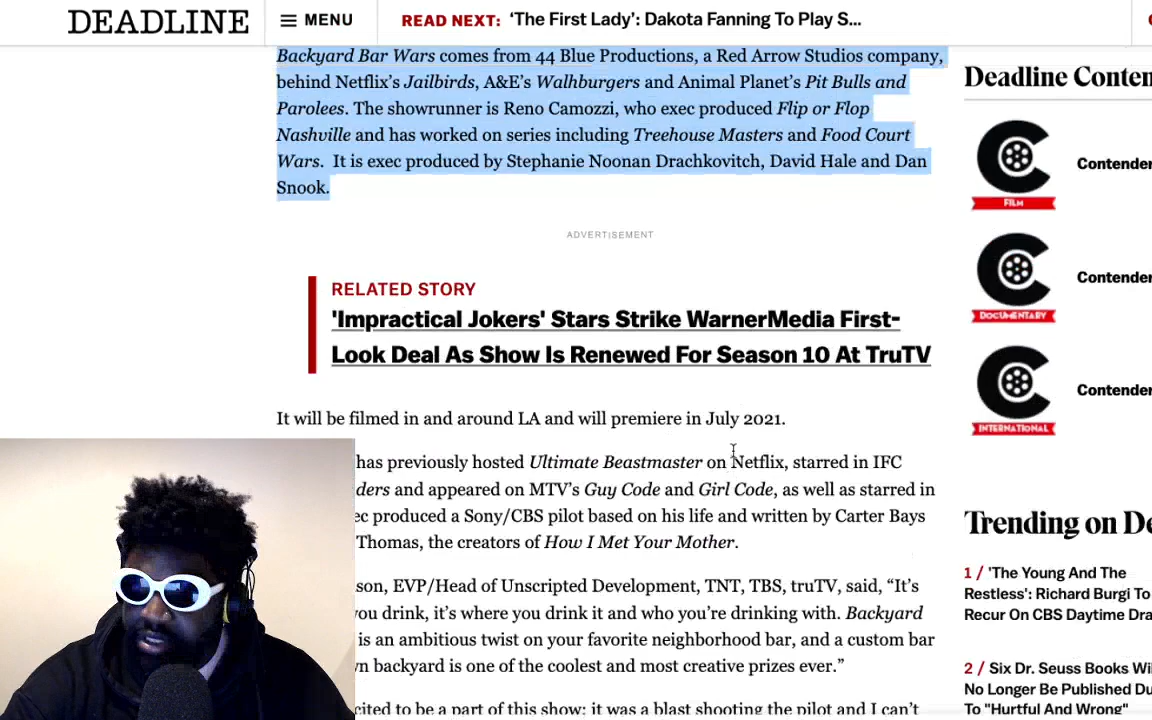 DEADLINE
MENU
READ NEXT: ‘The First Lady’: Dakota Fanning To Play S...
Backyard Bar Wars comes from 44 Blue Productions, a Red Arrow Studios company,
behind Netflix’s Jailbirds, A&E’s Walhburgers and Animal Planet’s Pit Bulls and
Parolees. The showrunner is Reno Camozzi, who exec produced Flip or Flop
Nashville and has worked on series including Treehouse Masters and Food Court
Wars. It is exec produced by Stephanie Noonan Drachkovitch, David Hale and Dan
Snook.
ADVERTISEMENT
RELATED STORY
'Impractical Jokers' Stars Strike WarnerMedia First-
Look Deal As Show Is Renewed For Season 10 At TruTV
It will be filmed in and around LA and will premiere in July 2021.
has previously hosted Ultimate Beastmaster on Netflix, starred in IFC
ders and appeared on MTV’s Guy Code and Girl Code, as well as starred in
ec produced a Sony/CBS pilot based on his life and written by Carter Bays
Thomas, the creators of How I Met Your Mother.
son, EVP/Head of Unscripted Development, TNT, TBS, truTV, said, “It’s
you drink, it’s where you drink it and who you’re drinking with. Backyard
is an ambitious twist on your favorite neighborhood bar, and a custom bar
n backyard is one of the coolest and most creative prizes ever.”
cited to be a part of this show; it was a blast shooting the pilot and I can’t
Deadline Conten
FILM
Contender
DOCUMENTARY
Contender
INTERNATIONAL
Contender
Trending on De
1 / 'The Young And The
Restless': Richard Burgi To
Recur On CBS Daytime Dra
2 / Six Dr. Seuss Books Wi
No Longer Be Published Du
To "Hurtful And Wrong"